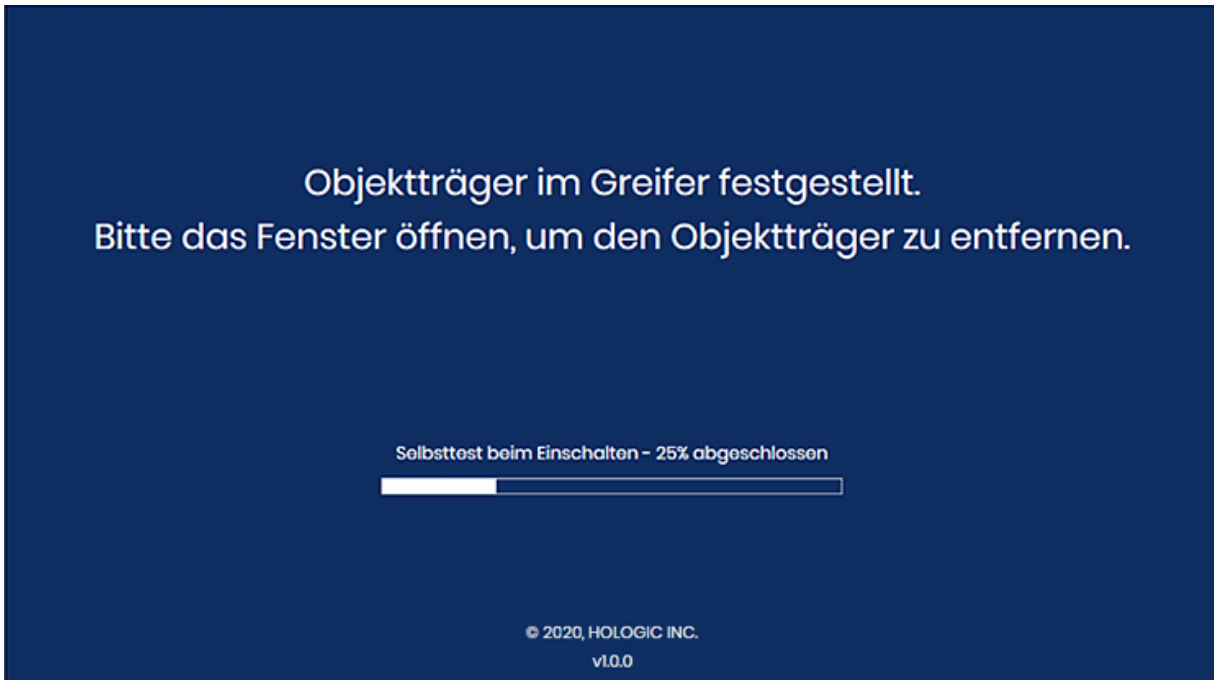 Objektträger im Greifer festgestellt.
Bitte das Fenster öffnen, um den Objektträger zu entfernen.
Selbsttest beim Einschalten - 25% abgeschlossen
© 2020, HOLOGIC INC.
v1.0.0